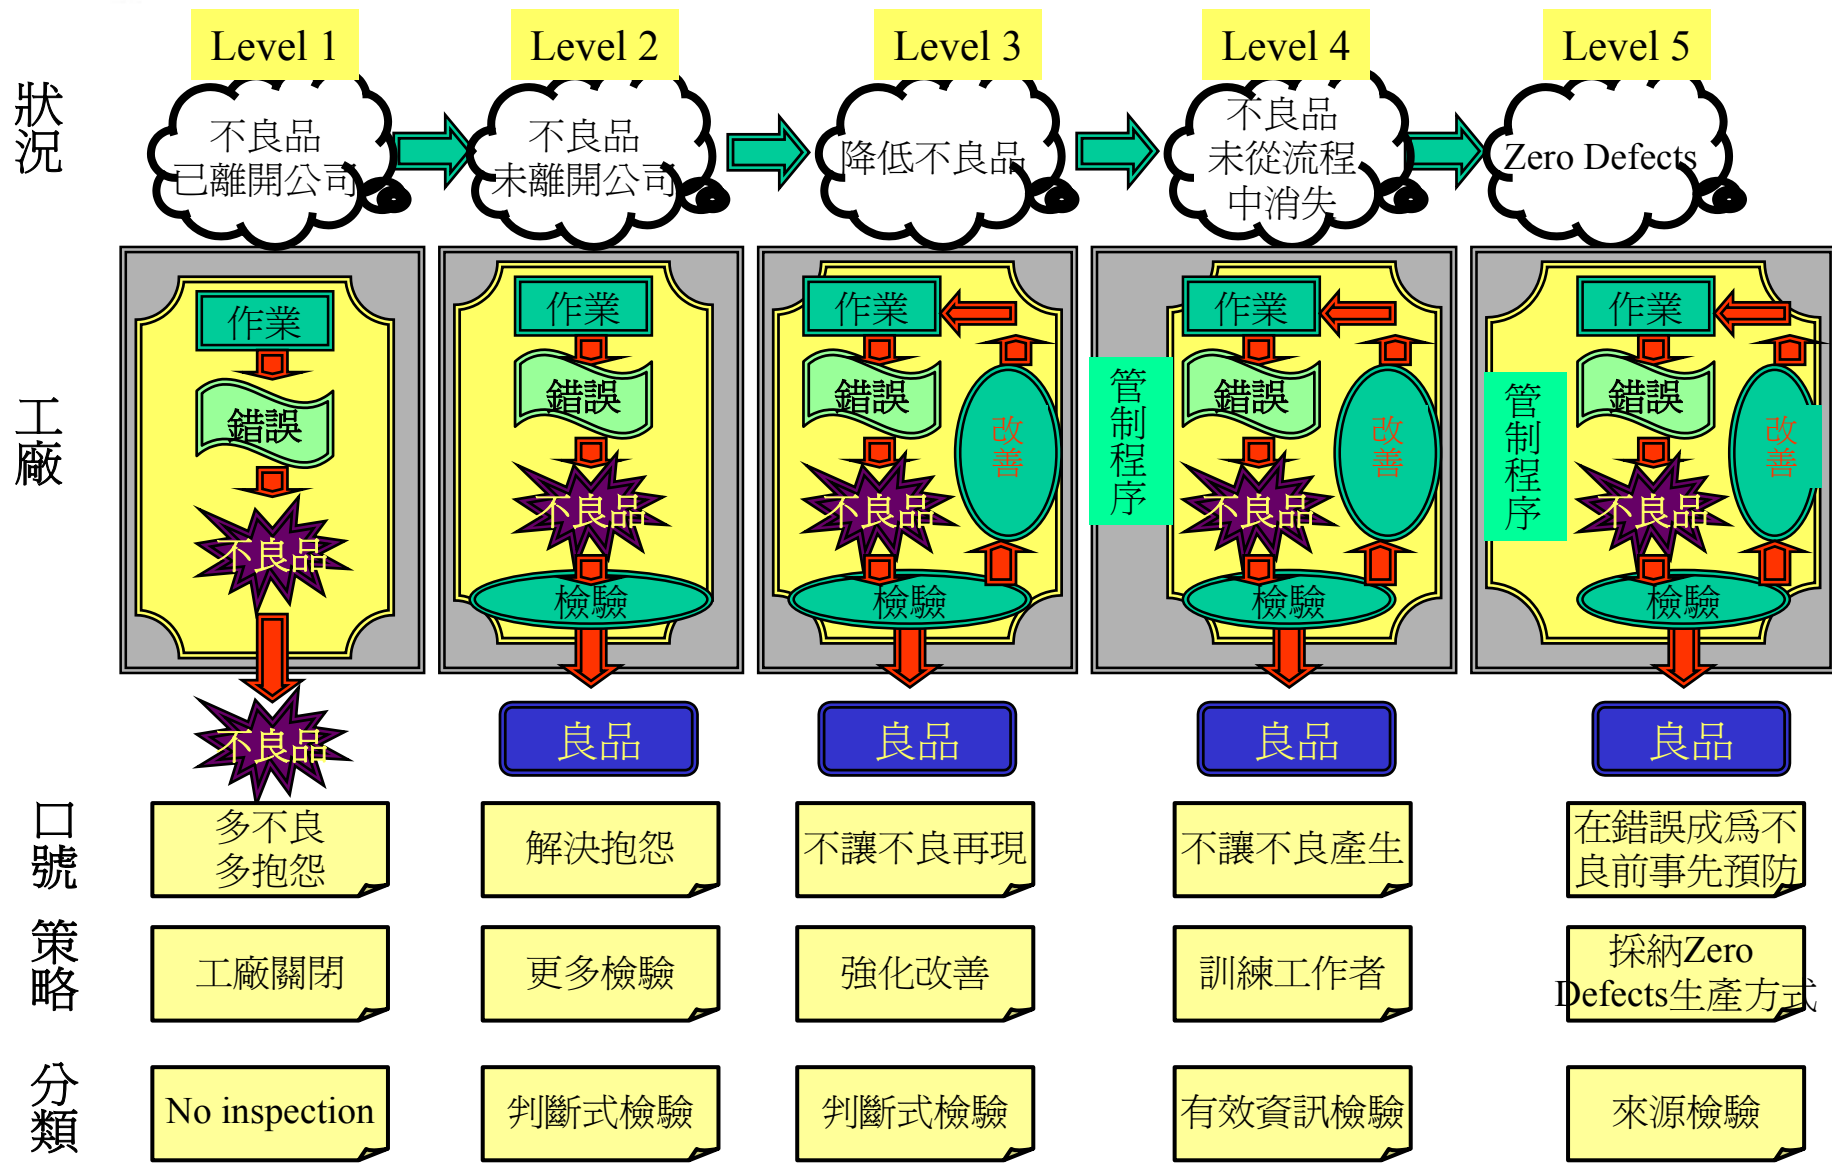 Level 1
Level 2
Level 3
Level 4
Level 5
狀況
不良品
已離開公司
不良品
未離開公司
降低不良品
不良品
未從流程
中消失
Zero Defects
工廠
作業
錯誤
不良品
不良品
作業
錯誤
不良品
檢驗
良品
作業
錯誤
不良品
檢驗
改善
良品
管制程序
作業
錯誤
不良品
檢驗
改善
良品
管制程序
作業
錯誤
不良品
檢驗
改善
良品
口號
多不良
多抱怨
解決抱怨
不讓不良再現
不讓不良產生
在錯誤成爲不
良前事先預防
策略
工廠關閉
更多檢驗
強化改善
訓練工作者
採納Zero
Defects生產方式
分類
No inspection
判斷式檢驗
判斷式檢驗
有效資訊檢驗
來源檢驗